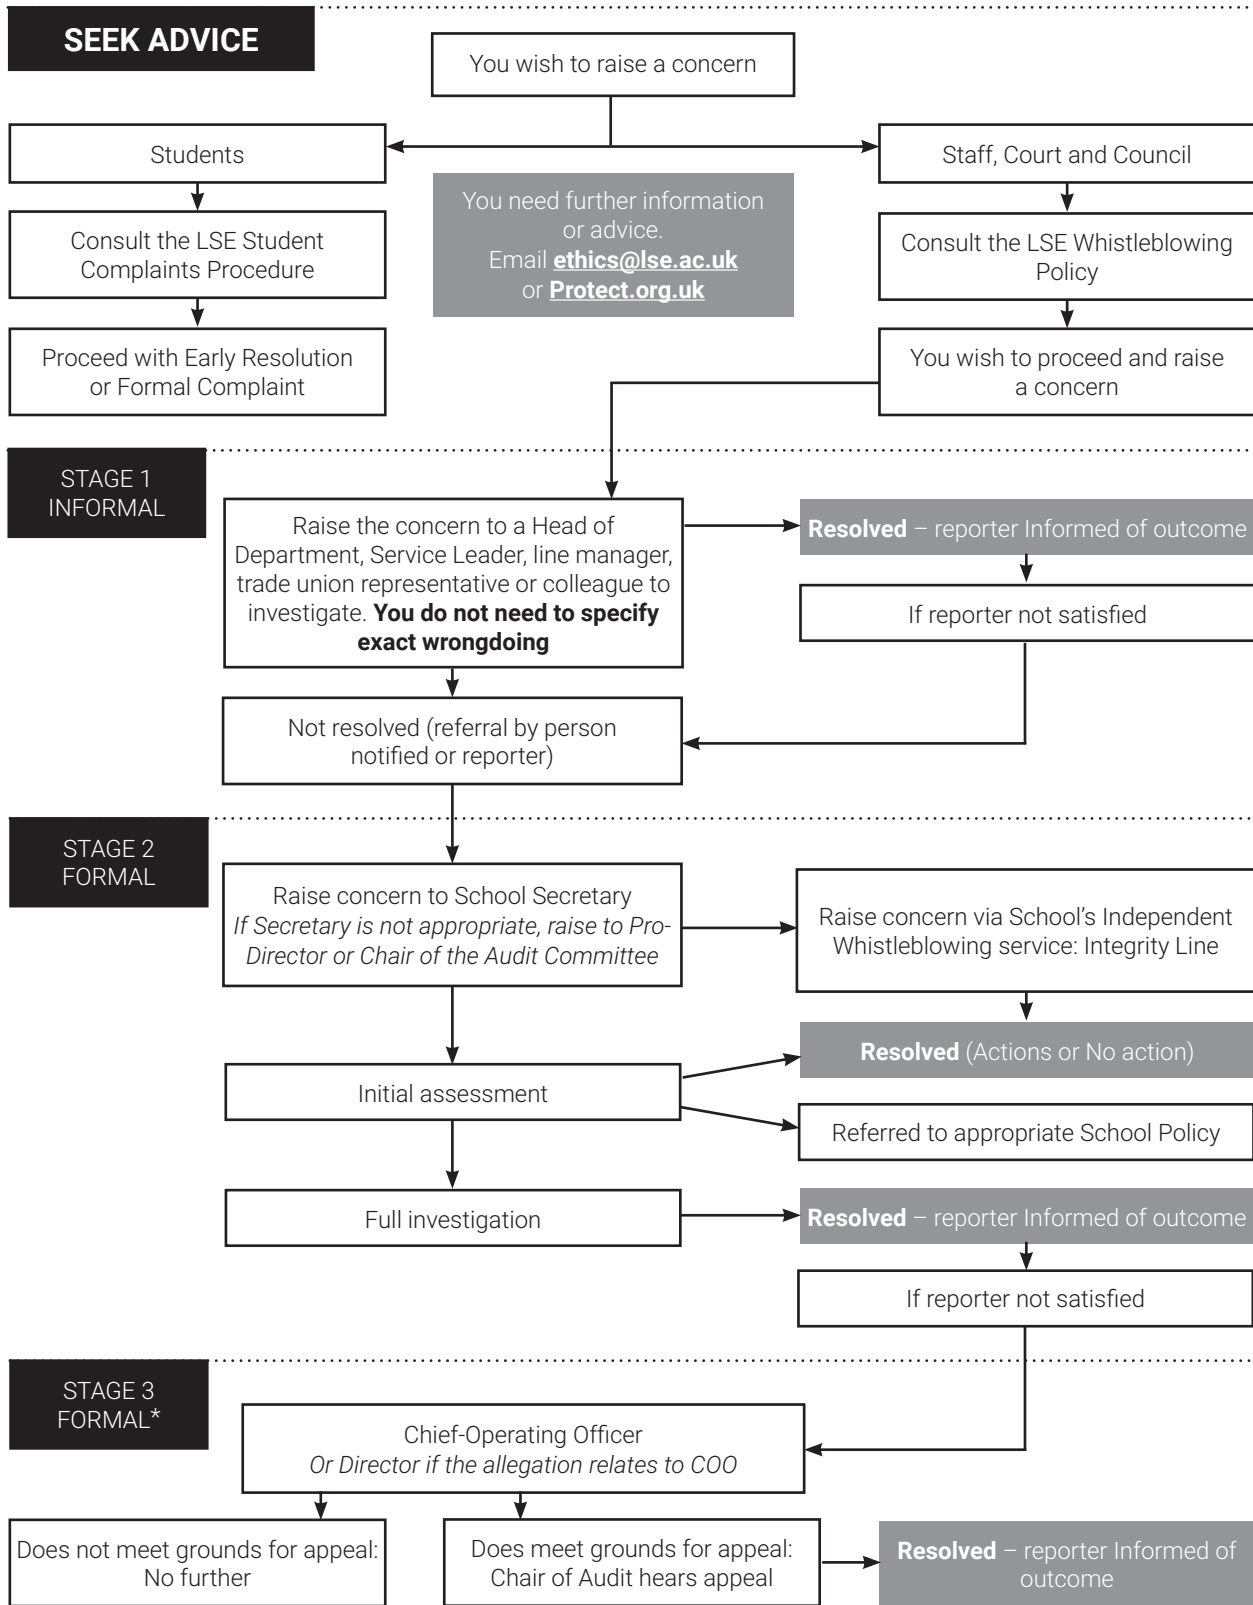 SEEK ADVICE
You wish to raise a concern
Students
Staff, Court and Council
You need further information
or advice.
Email ethics@lse.ac.uk
or Protect.org.uk
Consult the LSE Student
Complaints Procedure
Consult the LSE Whistleblowing
Policy
Proceed with Early Resolution
or Formal Complaint
You wish to proceed and raise
a concern
STAGE 1
INFORMAL
Raise the concern to a Head of
Department, Service Leader, line manager,
trade union representative or colleague to
investigate. You do not need to specify
exact wrongdoing
Resolved – reporter Informed of outcome
If reporter not satisfied
Not resolved (referral by person
notified or reporter)
STAGE 2
FORMAL
Raise concern to School Secretary
If Secretary is not appropriate, raise to Pro-
Director or Chair of the Audit Committee
Raise concern via School's Independent
Whistleblowing service: Integrity Line
Resolved (Actions or No action)
Initial assessment
Referred to appropriate School Policy
Full investigation
Resolved – reporter Informed of outcome
If reporter not satisfied
STAGE 3
FORMAL*
Chief-Operating Officer
Or Director if the allegation relates to COO
Does not meet grounds for appeal:
No further
Does meet grounds for appeal:
Chair of Audit hears appeal
Resolved – reporter Informed of
outcome